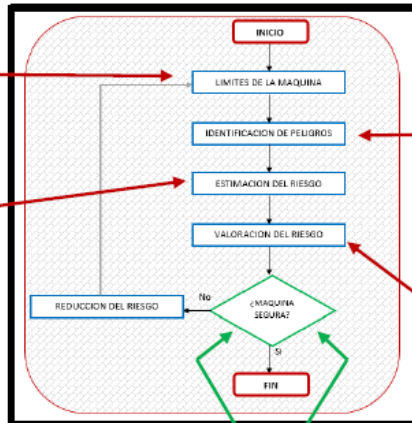 INICIO
LIMITES DE LA MAQUINA
IDENTIFICACION DE PELIGROS
ESTIMACION DEL RIESGO
VALORACION DEL RIESGO
REDUCCION DEL RIESGO
No
¿MAQUINA
SEGURA?
Si
FIN